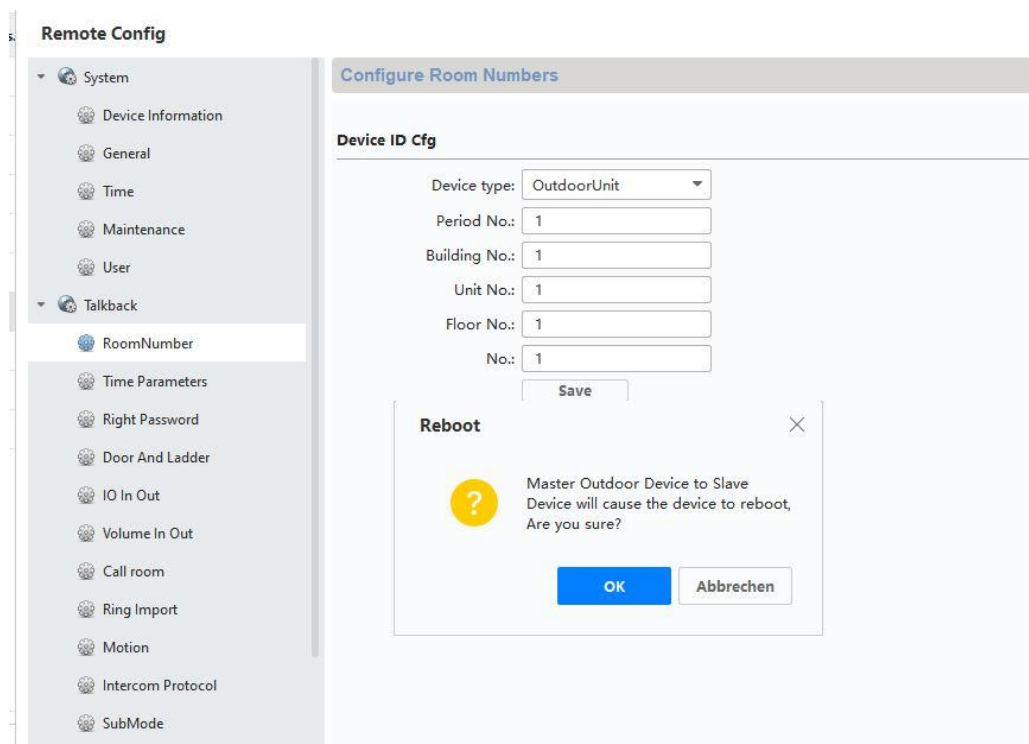 s.
Remote Config
System
Device Information
General
Time
Maintenance
User
Talkback
RoomNumber
Time Parameters
Right Password
Door And Ladder
IO In Out
Volume In Out
Call room
Ring Import
Motion
Intercom Protocol
SubMode
Configure Room Numbers
Device ID Cfg
Device type: OutdoorUnit
Period No.: 1
Building No.: 1
Unit No.: 1
Floor No.: 1
No.: 1
Save
Reboot
Master Outdoor Device to Slave
Device will cause the device to reboot,
Are you sure?
OK Abbrechen